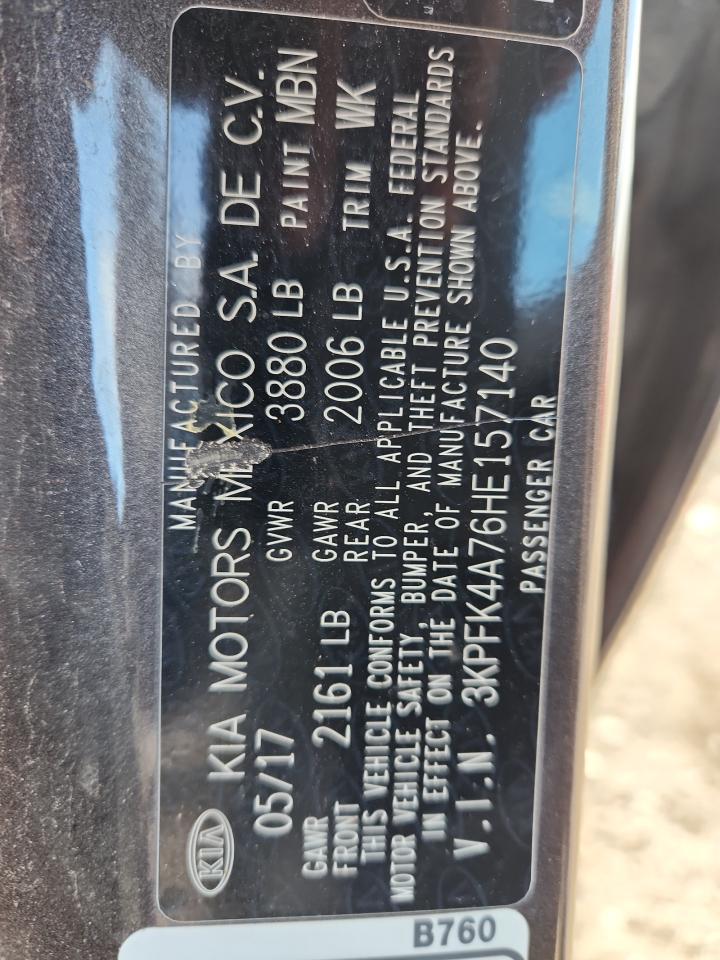 MANUFACTURED BY
KIA KIA MOTORS MEXICO S.A. DE C.V.
05/17 GVWR 3880 LB PAINT MBN
GAWR FRONT 2161 LB GAWR REAR 2006 LB TRIM WK
THIS VEHICLE CONFORMS TO ALL APPLICABLE U.S.A. FEDERAL
MOTOR VEHICLE SAFETY, BUMPER, AND THEFT PREVENTION STANDARDS
IN EFFECT ON THE DATE OF MANUFACTURE SHOWN ABOVE.
V.I.N. 3KPFK4A76HE157140
PASSENGER CAR
B760